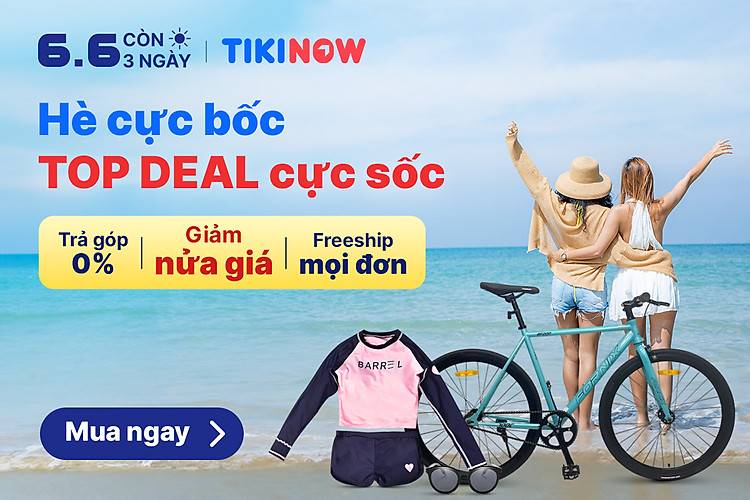 6.6 CÒN 3 NGÀY
TIKINOW
Hè cực bốc
TOP DEAL cực sốc
Trả góp 0%
Giảm nửa giá
Freeship mọi đơn
BARREL
FORNIX
Mua ngay